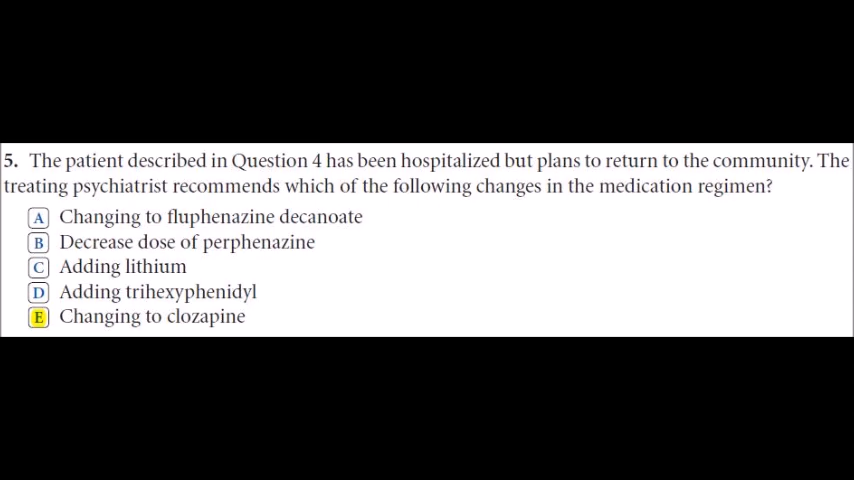 5. The patient described in Question 4 has been hospitalized but plans to return to the community. The
treating psychiatrist recommends which of the following changes in the medication regimen?
A Changing to fluphenazine decanoate
B Decrease dose of perphenazine
C Adding lithium
D Adding trihexyphenidyl
E Changing to clozapine